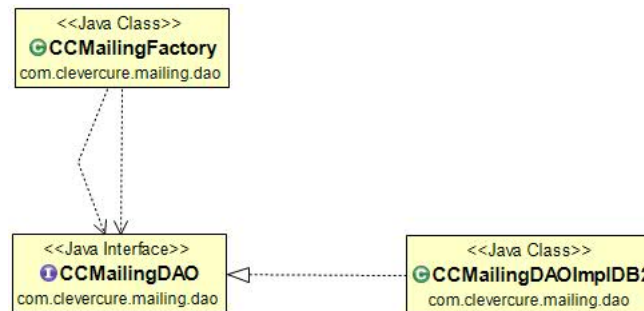 <<Java Class>>
CCMailingFactory
com.clevercure.mailing.dao
<<Java Interface>>
CCMailingDAO
com.clevercure.mailing.dao
<<Java Class>>
CCMailingDAOImplDB2
com.clevercure.mailing.dao